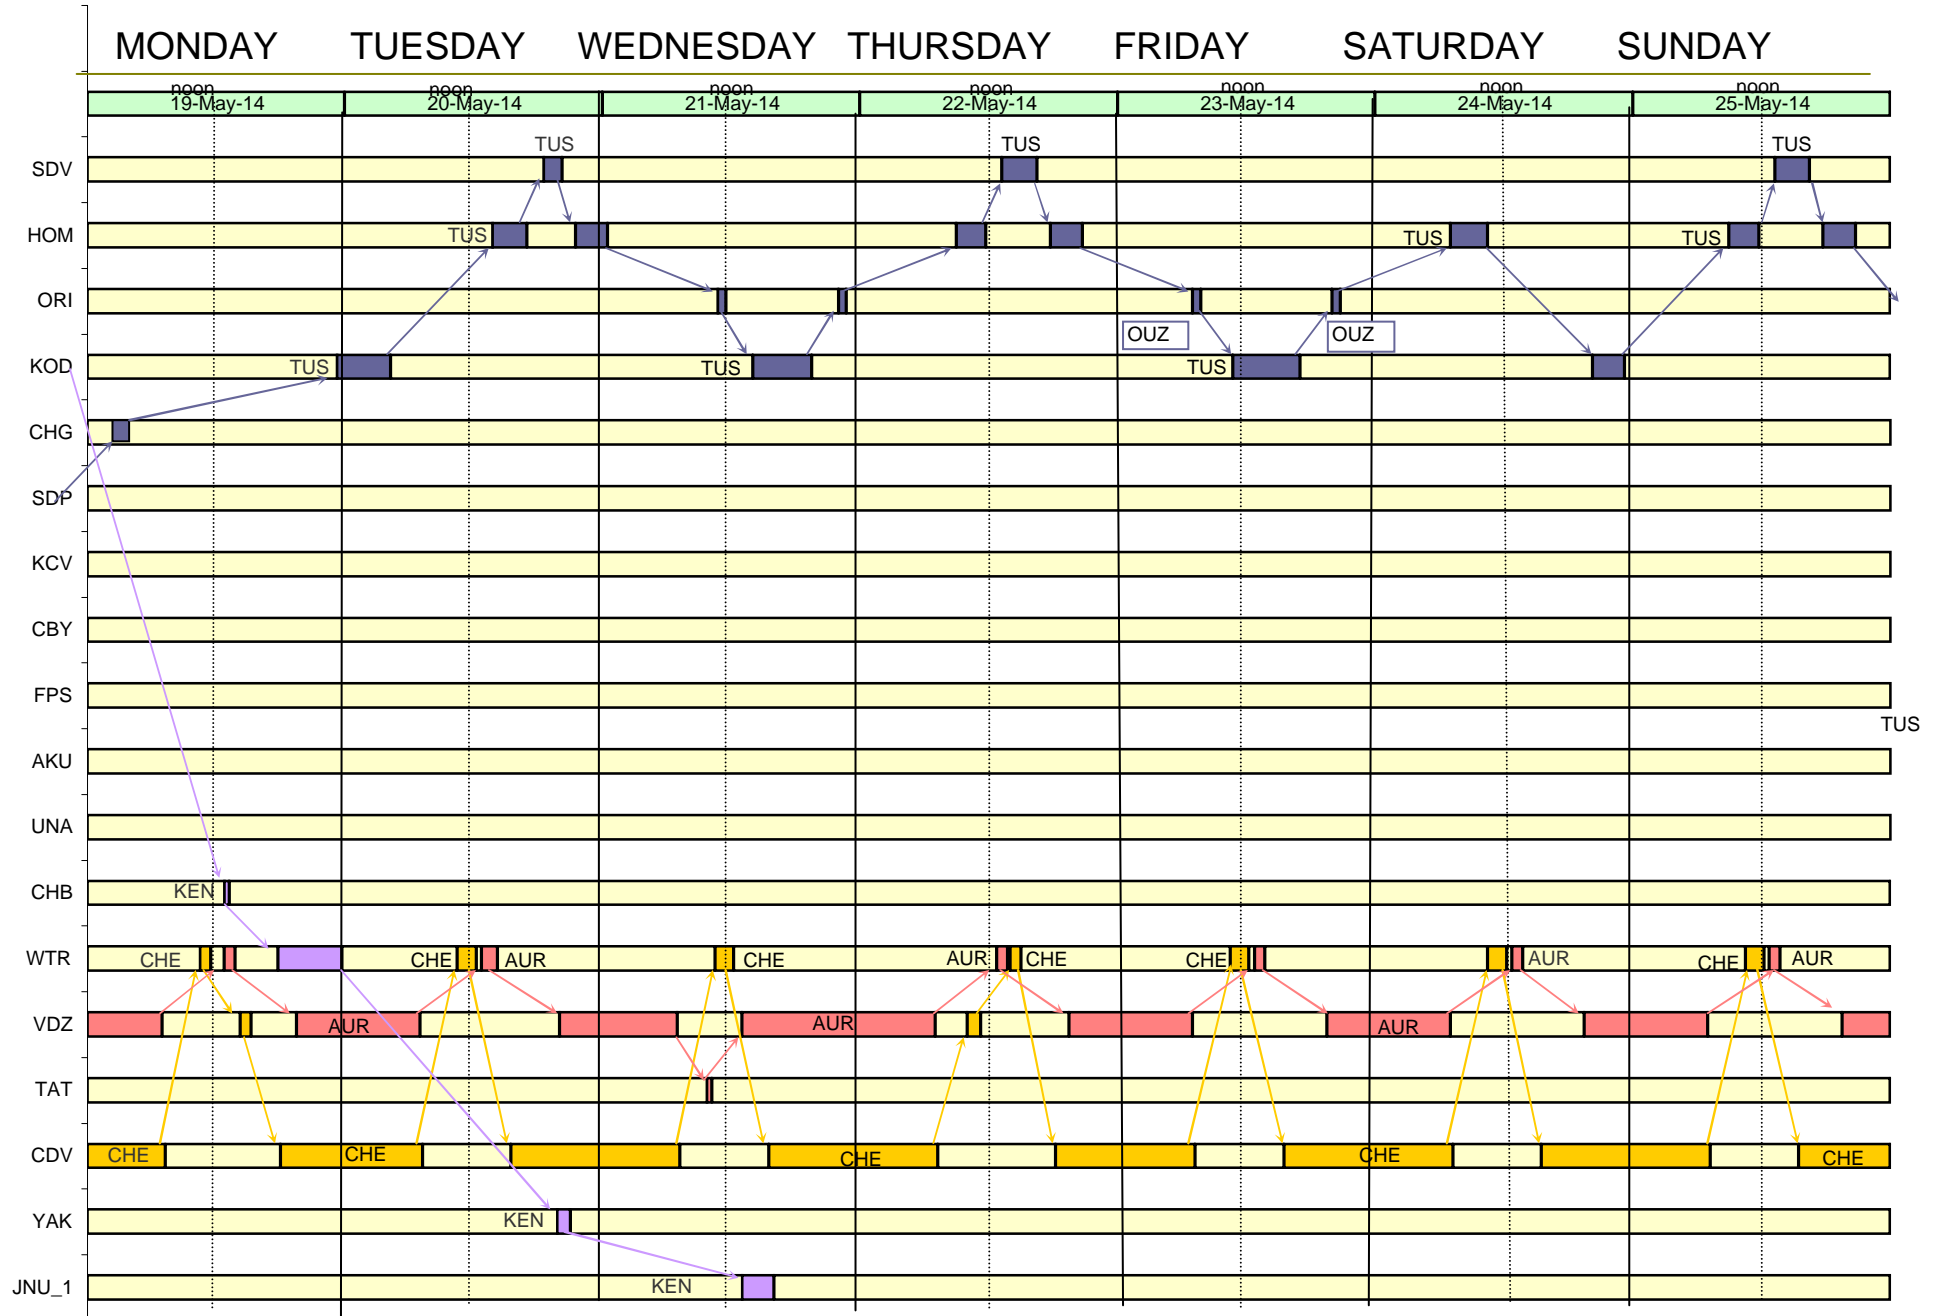 MONDAY TUESDAY WEDNESDAY THURSDAY FRIDAY SATURDAY SUNDAY
noon noon noon noon noon noon noon
19-May-14 20-May-14 21-May-14 22-May-14 23-May-14 24-May-14 25-May-14
TUS TUS TUS
SDV
HOM TUS TUS TUS
ORI
OUZ OUZ
KOD TUS TUS TUS
CHG
SDP
KCV
CBY
FPS
TUS
AKU
UNA
CHB KEN
WTR CHE CHE AUR CHE AUR CHE CHE AUR CHE AUR
VDZ AUR AUR AUR
TAT
CDV CHE CHE CHE CHE CHE
YAK KEN
JNU_1 KEN